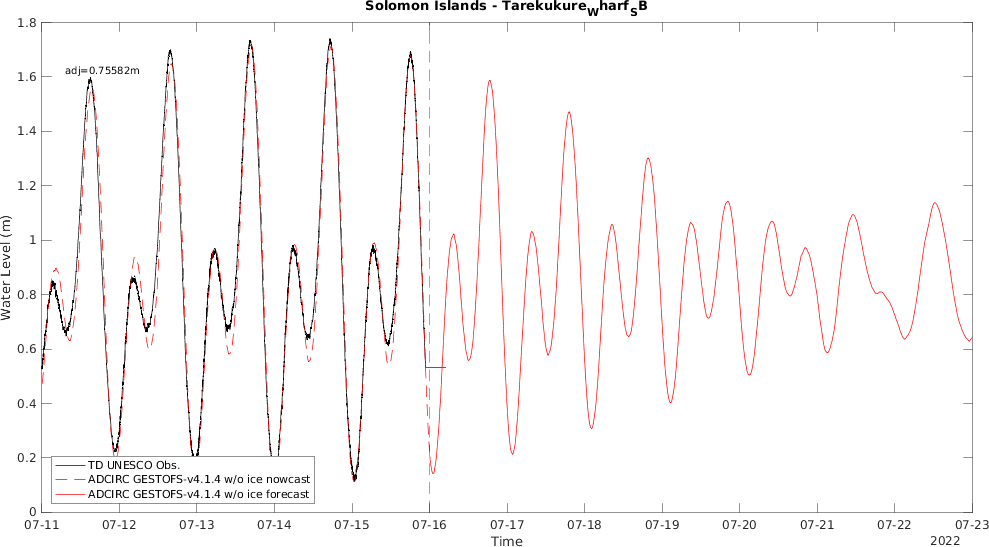 Solomon Islands - Tarekukure_Wharf_SB
1.8
1.6
1.4
1.2
1
0.8
0.6
0.4
0.2
0
Water Level (m)
adj=0.75582m
TD UNESCO Obs.
ADCIRC GESTOFS-v4.1.4 w/o ice nowcast
ADCIRC GESTOFS-v4.1.4 w/o ice forecast
07-11 07-12 07-13 07-14 07-15 07-16 07-17 07-18 07-19 07-20 07-21 07-22 07-23
Time
2022